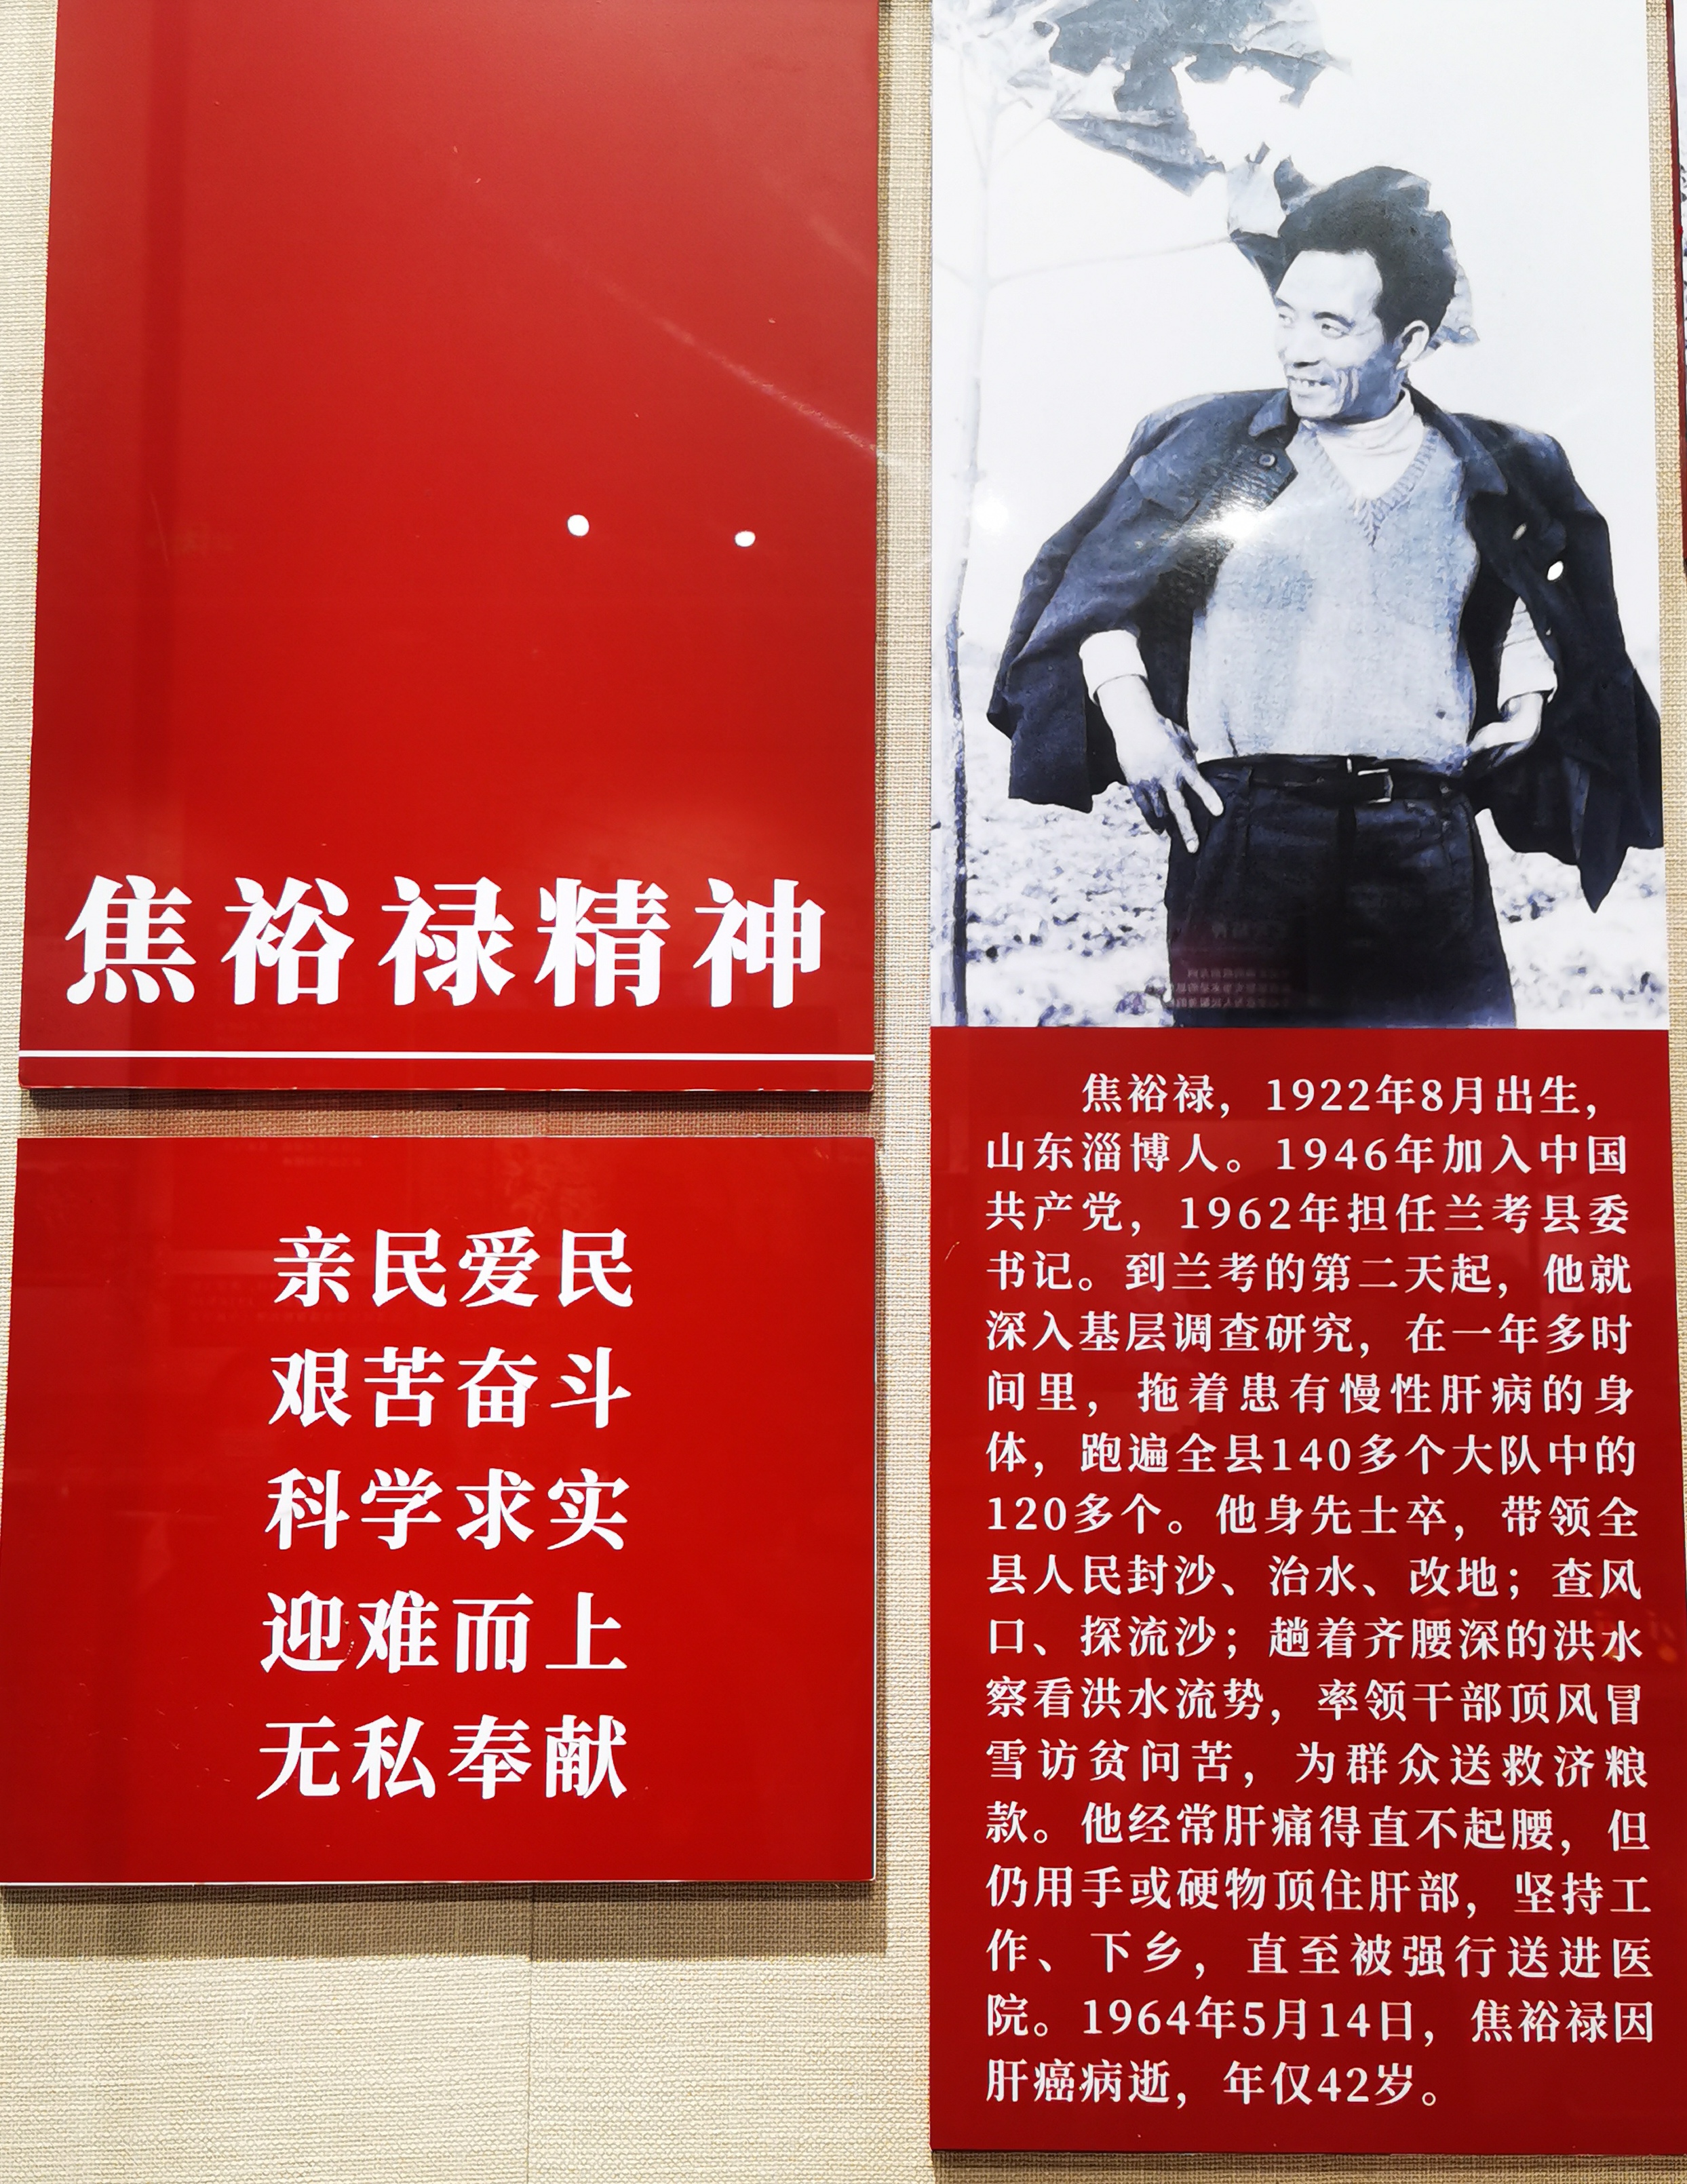 焦裕禄精神
亲民爱民
艰苦奋斗
科学求实
迎难而上
无私奉献
焦裕禄，1922年8月出生，
山东淄博人。1946年加入中国
共产党，1962年担任兰考县委
书记。到兰考的第二天起，他就
深入基层调查研究，在一年多时
间里，拖着患有慢性肝病的身
体，跑遍全县140多个大队中的
120多个。他身先士卒，带领全
县人民封沙、治水、改地；查风
口、探流沙；趟着齐腰深的洪水
察看洪水流势，率领干部顶风冒
雪访贫问苦，为群众送救济粮
款。他经常肝痛得直不起腰，但
仍用手或硬物顶住肝部，坚持工
作、下乡，直至被强行送进医
院。1964年5月14日，焦裕禄因
肝癌病逝，年仅42岁。